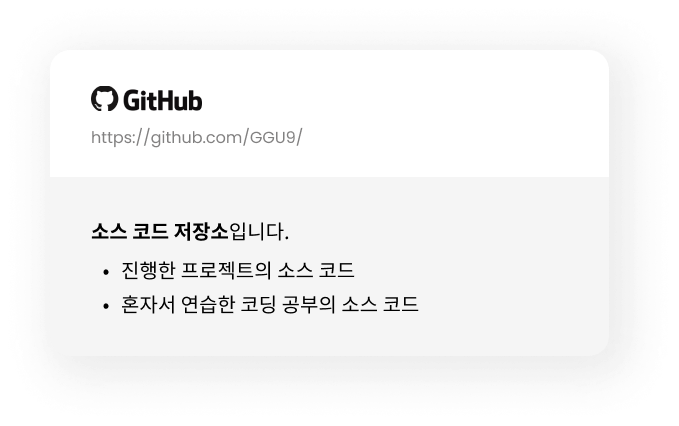 GitHub
https://github.com/GGU9/
소스 코드 저장소입니다.
• 진행한 프로젝트의 소스 코드
• 혼자서 연습한 코딩 공부의 소스 코드